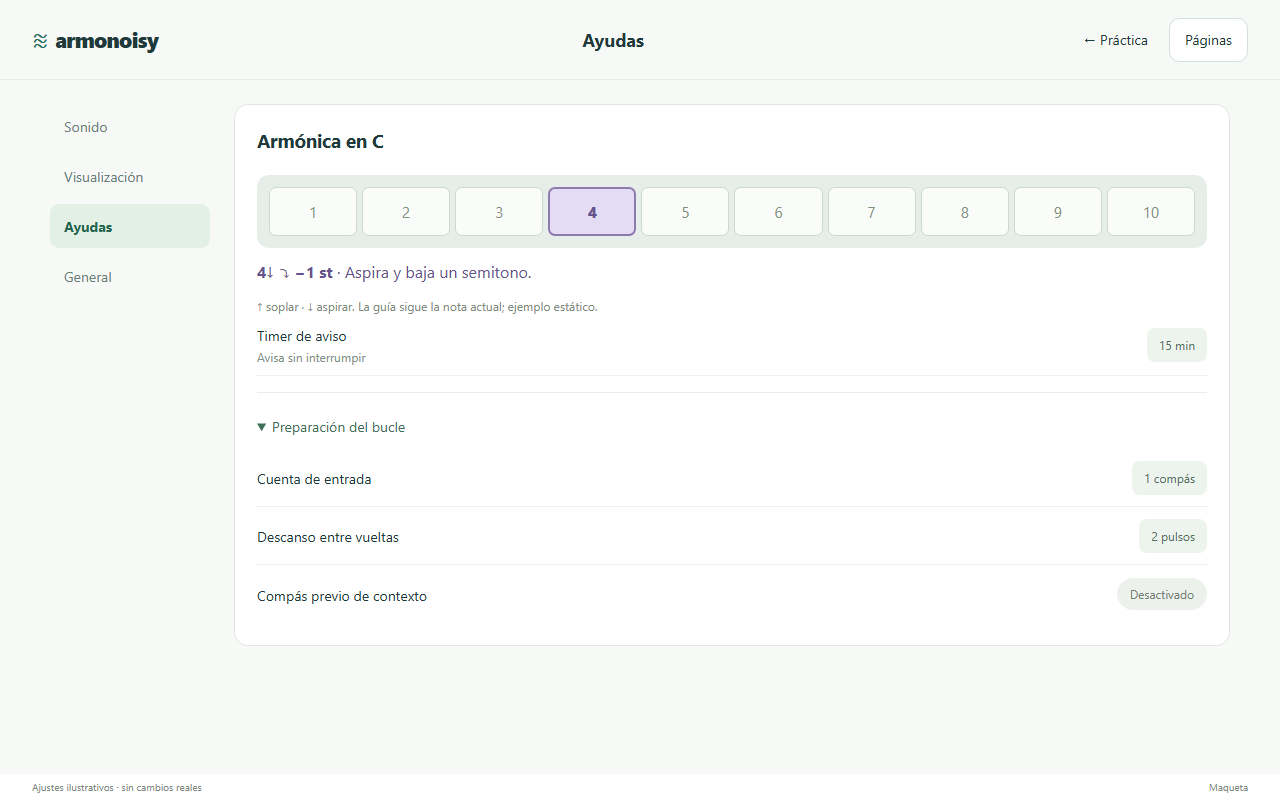 armonoisy
Ayudas
← Práctica
Páginas
Sonido
Visualización
Ayudas
General
Armónica en C
1 2 3 4 5 6 7 8 9 10
4↓ ⤵ −1 st · Aspira y baja un semitono.
↑ soplar · ↓ aspirar. La guía sigue la nota actual; ejemplo estático.
Timer de aviso
15 min
Avisa sin interrumpir
▼ Preparación del bucle
Cuenta de entrada
1 compás
Descanso entre vueltas
2 pulsos
Compás previo de contexto
Desactivado
Ajustes ilustrativos · sin cambios reales
Maqueta